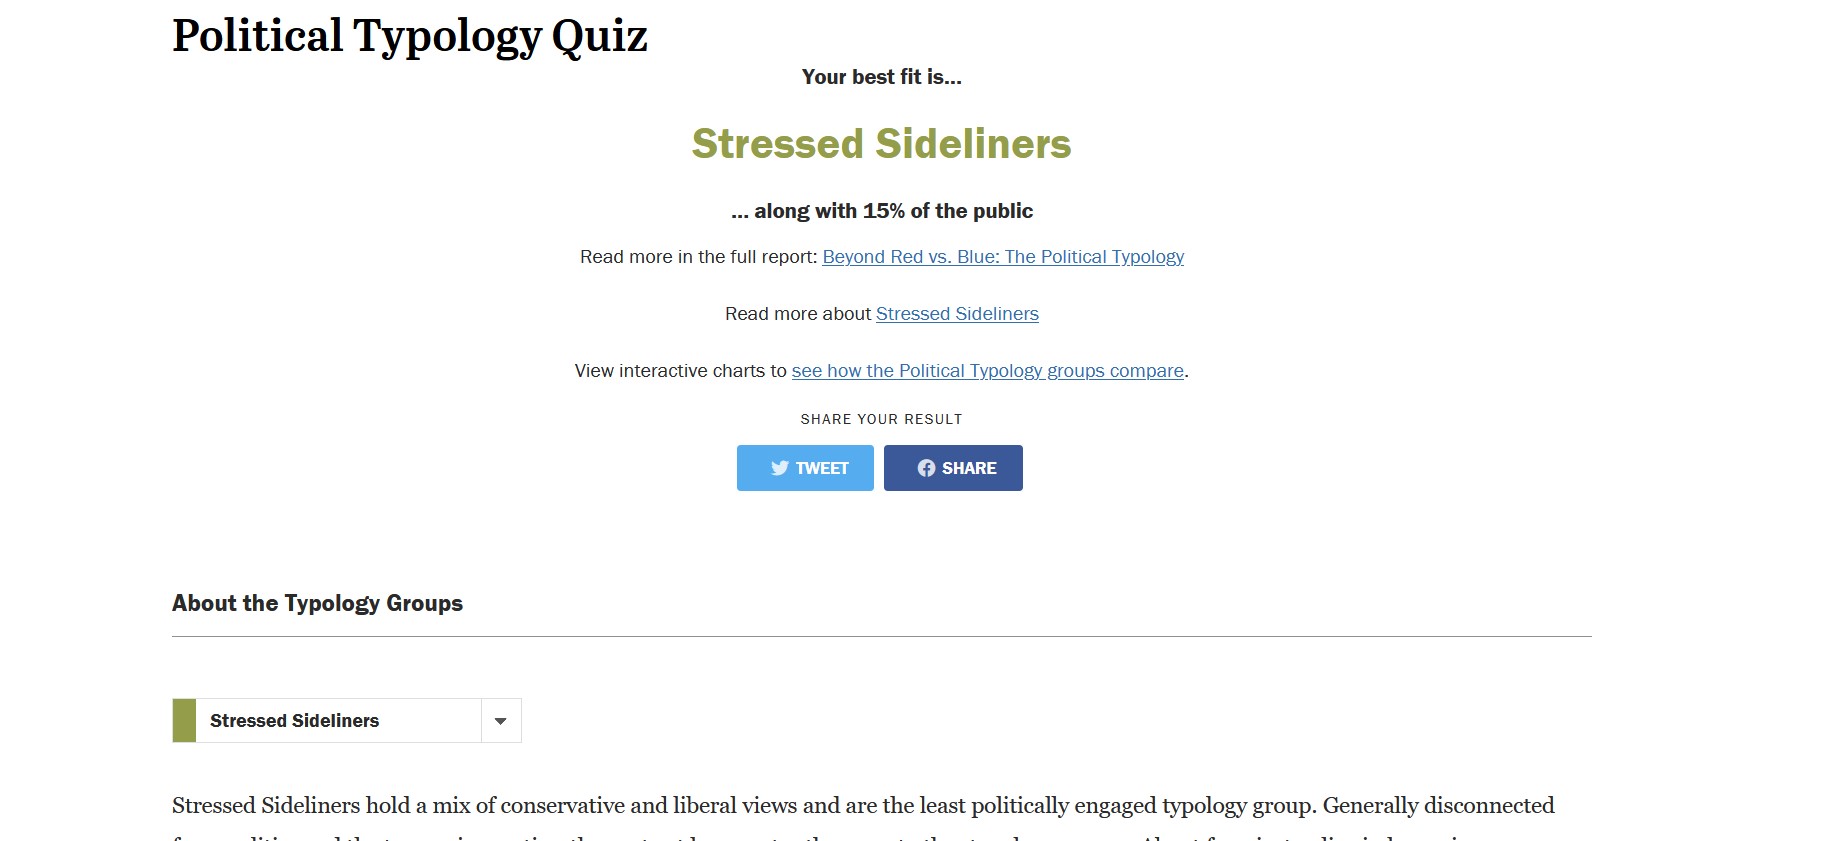 Political Typology Quiz
Your best fit is...
Stressed Sideliners
... along with 15% of the public
Read more in the full report: Beyond Red vs. Blue: The Political Typology
Read more about Stressed Sideliners
View interactive charts to see how the Political Typology groups compare.
SHARE YOUR RESULT
TWEET SHARE
About the Typology Groups
Stressed Sideliners
Stressed Sideliners hold a mix of conservative and liberal views and are the least politically engaged typology group. Generally disconnected